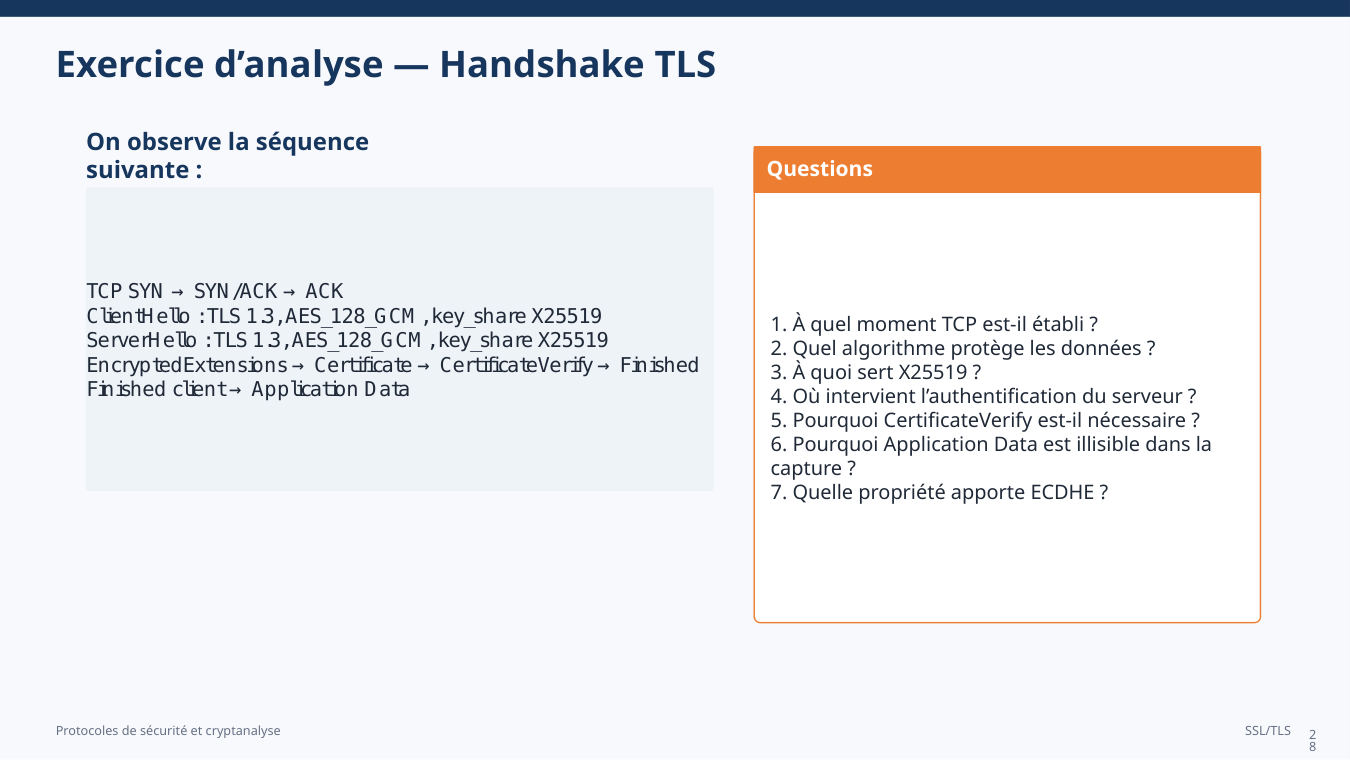 Exercice d’analyse — Handshake TLS
On observe la séquence
suivante :
TCP SYN → SYN/ACK → ACK
ClientHello : TLS 1.3, AES_128_GCM, key_share X25519
ServerHello : TLS 1.3, AES_128_GCM, key_share X25519
EncryptedExtensions → Certificate → CertificateVerify → Finished
Finished client → Application Data
Questions
1. À quel moment TCP est-il établi ?
2. Quel algorithme protège les données ?
3. À quoi sert X25519 ?
4. Où intervient l’authentification du serveur ?
5. Pourquoi CertificateVerify est-il nécessaire ?
6. Pourquoi Application Data est illisible dans la
capture ?
7. Quelle propriété apporte ECDHE ?
Protocoles de sécurité et cryptanalyse
SSL/TLS
2
8